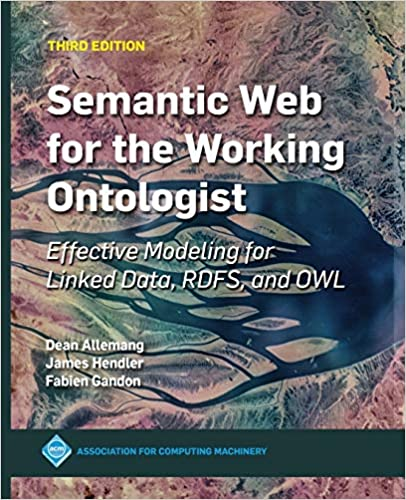 THIRD EDITION
Semantic Web
for the Working
Ontologist
Effective Modeling for
Linked Data, RDFS, and OWL
Dean Allemang
James Hendler
Fabien Gandon
acm ASSOCIATION FOR COMPUTING MACHINERY